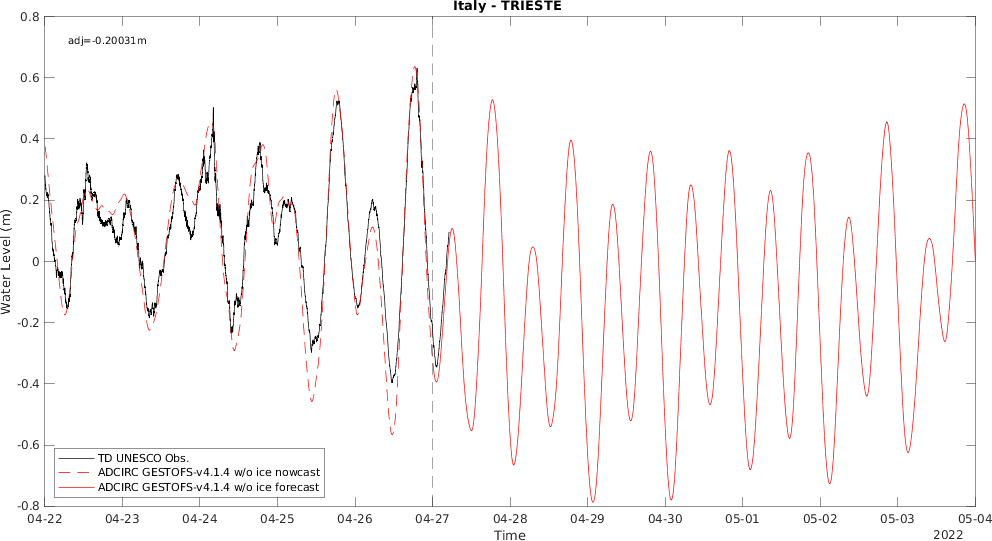 Italy - TRIESTE
adj=-0.20031m
0.8
0.6
0.4
0.2
0
-0.2
-0.4
-0.6
-0.8
Water Level (m)
TD UNESCO Obs.
ADCIRC GESTOFS-v4.1.4 w/o ice nowcast
ADCIRC GESTOFS-v4.1.4 w/o ice forecast
04-22 04-23 04-24 04-25 04-26 04-27 04-28 04-29 04-30 05-01 05-02 05-03 05-04
Time
2022